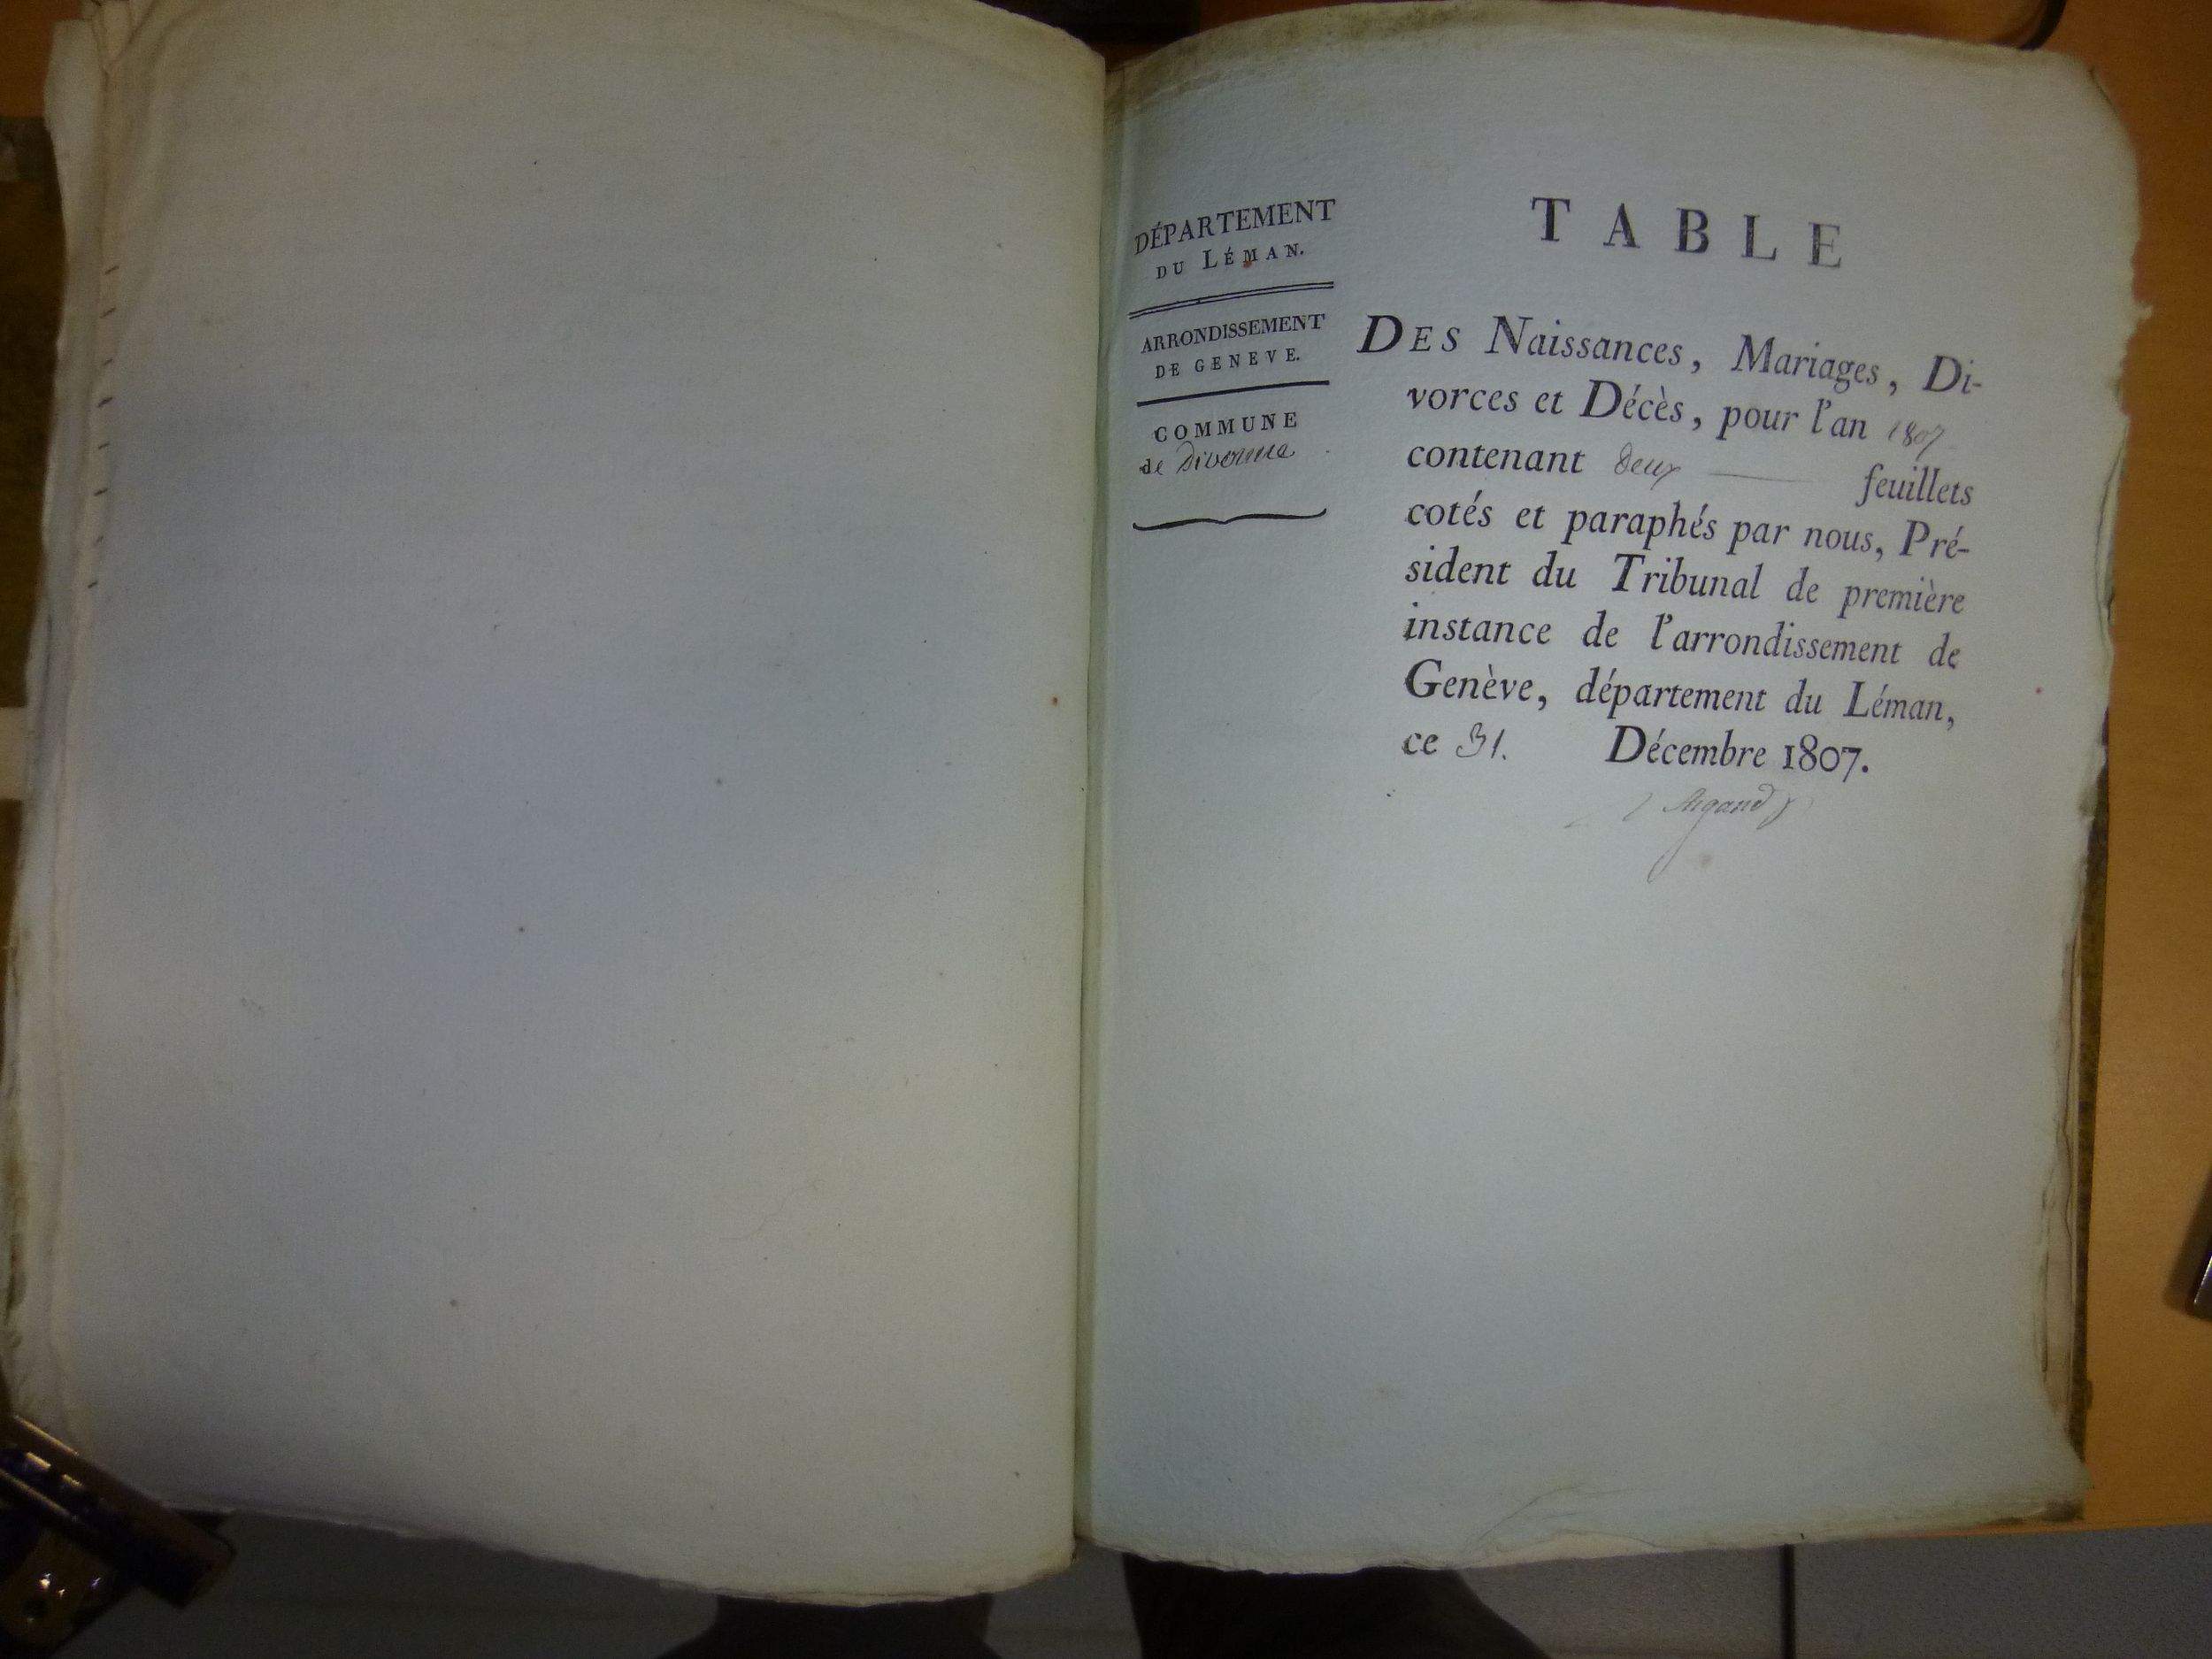 DÉPARTEMENT
DU LÉMAN.
ARRONDISSEMENT
DE GENEVE.
COMMUNE
de Divonne
TABLE
DES Naissances, Mariages, Di-
vorces et Décès, pour l'an 1807
contenant deux feuillets
cotés et paraphés par nous, Pré-
sident du Tribunal de première
instance de l'arrondissement de
Genève, département du Léman,
ce 31. Décembre 1807.
Argand